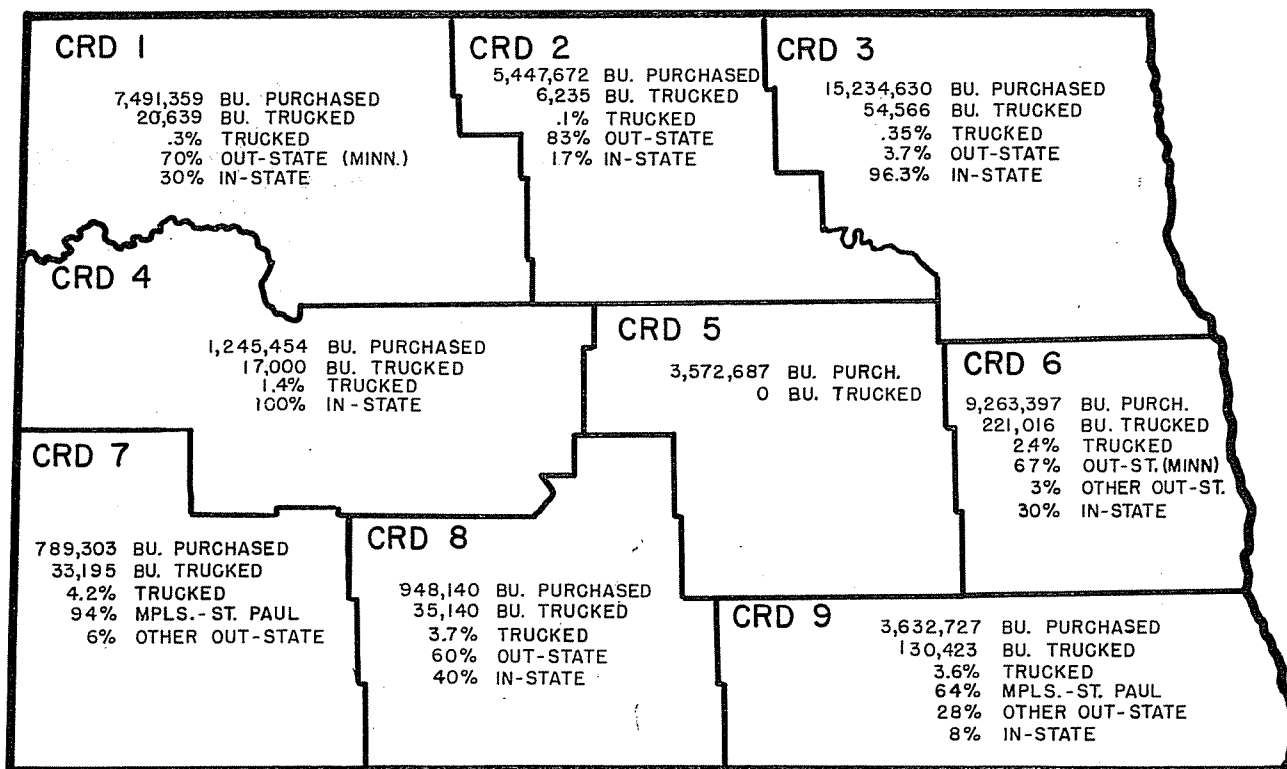 CRD 1
7,491,359 BU. PURCHASED
20,639 BU. TRUCKED
.3% TRUCKED
70% OUT-STATE (MINN.)
30% IN-STATE
CRD 2
5,447,672 BU. PURCHASED
6,235 BU. TRUCKED
.1% TRUCKED
83% OUT-STATE
17% IN-STATE
CRD 3
15,234,630 BU. PURCHASED
54,566 BU. TRUCKED
.35% TRUCKED
3.7% OUT-STATE
96.3% IN-STATE
CRD 4
1,245,454 BU. PURCHASED
17,000 BU. TRUCKED
1.4% TRUCKED
100% IN-STATE
CRD 5
3,572,687 BU. PURCH.
0 BU. TRUCKED
CRD 6
9,263,397 BU. PURCH.
221,016 BU. TRUCKED
2.4% TRUCKED
67% OUT-ST. (MINN)
3% OTHER OUT-ST.
30% IN-STATE
CRD 7
789,303 BU. PURCHASED
33,195 BU. TRUCKED
4.2% TRUCKED
94% MPLS.-ST. PAUL
6% OTHER OUT-STATE
CRD 8
948,140 BU. PURCHASED
35,140 BU. TRUCKED
3.7% TRUCKED
60% OUT-STATE
40% IN-STATE
CRD 9
3,632,727 BU. PURCHASED
130,423 BU. TRUCKED
3.6% TRUCKED
64% MPLS.-ST. PAUL
28% OTHER OUT-STATE
8% IN-STATE